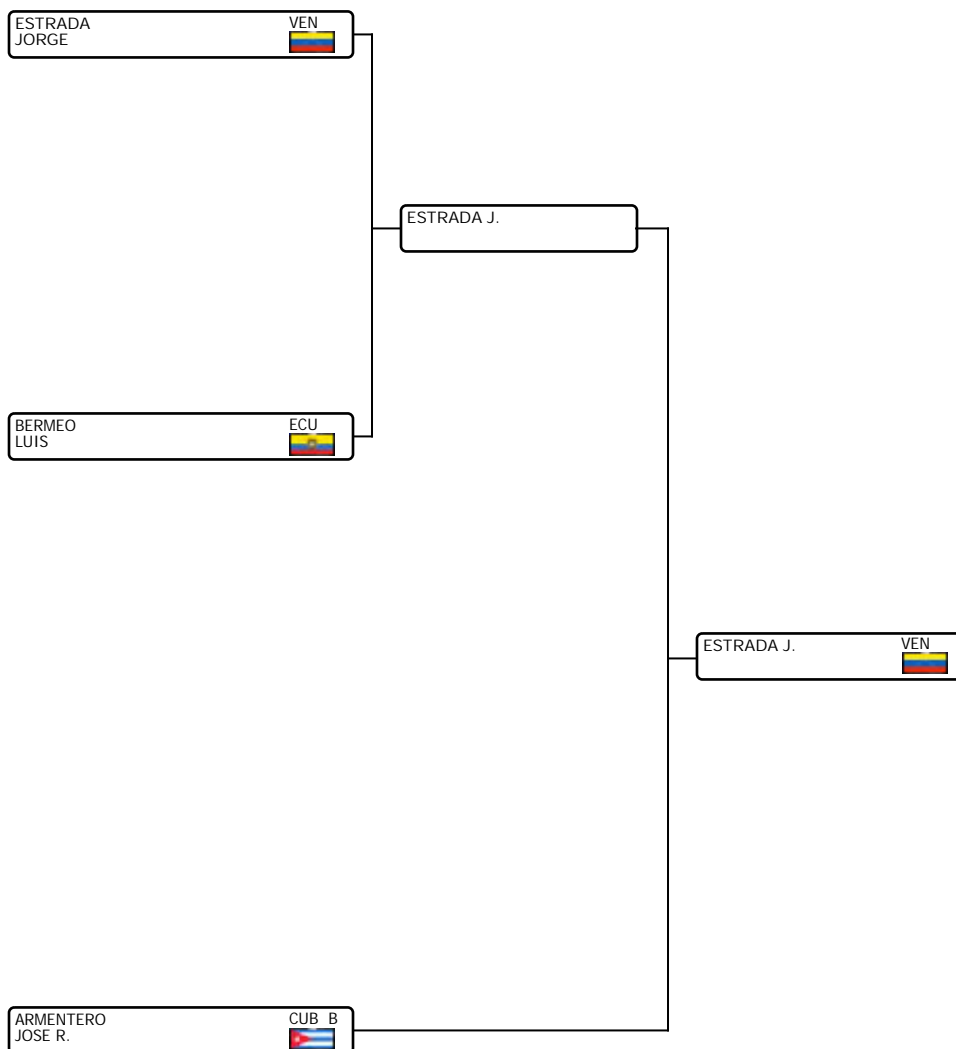 ESTRADA VEN
JORGE
ESTRADA J.
BERMEO ECU
LUIS
ESTRADA J. VEN
ARMENTERO CUB B
JOSE R.